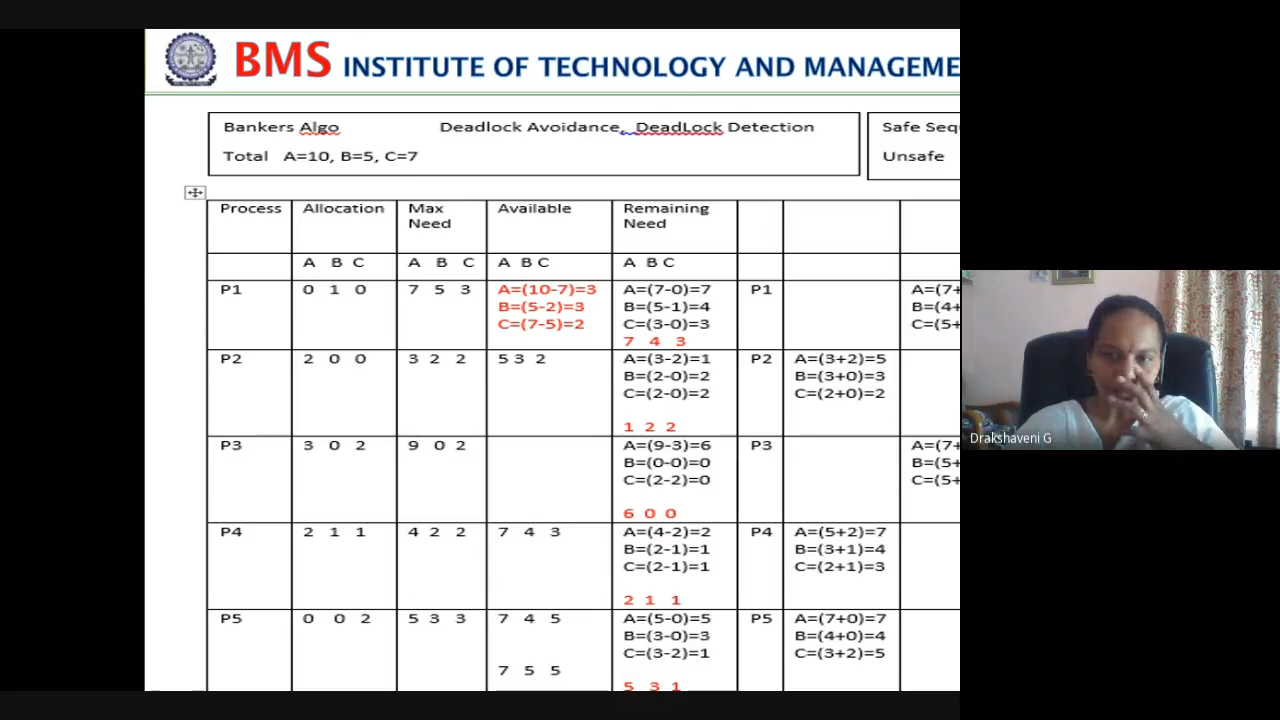 BMS INSTITUTE OF TECHNOLOGY AND MANAGEME
Bankers Algo Deadlock Avoidance, DeadLock Detection
Total A=10, B=5, C=7
Safe Sequ
Unsafe
Process Allocation Max Need Available Remaining Need
A B C A B C A B C A B C
P1 0 1 0 7 5 3 A=(10-7)=3 A=(7-0)=7 P1 A=(7+
B=(5-2)=3 B=(5-1)=4 B=(4+
C=(7-5)=2 C=(3-0)=3 C=(5+
7 4 3
P2 2 0 0 3 2 2 5 3 2 A=(3-2)=1 P2 A=(3+2)=5
B=(2-0)=2 B=(3+0)=3
C=(2-0)=2 C=(2+0)=2
1 2 2
P3 3 0 2 9 0 2 A=(9-3)=6 P3 A=(7+
B=(0-0)=0 B=(5+
C=(2-2)=0 C=(5+
6 0 0
P4 2 1 1 4 2 2 7 4 3 A=(4-2)=2 P4 A=(5+2)=7
B=(2-1)=1 B=(3+1)=4
C=(2-1)=1 C=(2+1)=3
2 1 1
P5 0 0 2 5 3 3 7 4 5 A=(5-0)=5 P5 A=(7+0)=7
B=(3-0)=3 B=(4+0)=4
C=(3-2)=1 C=(3+2)=5
7 5 5
5 3 1
Drakshaveni G